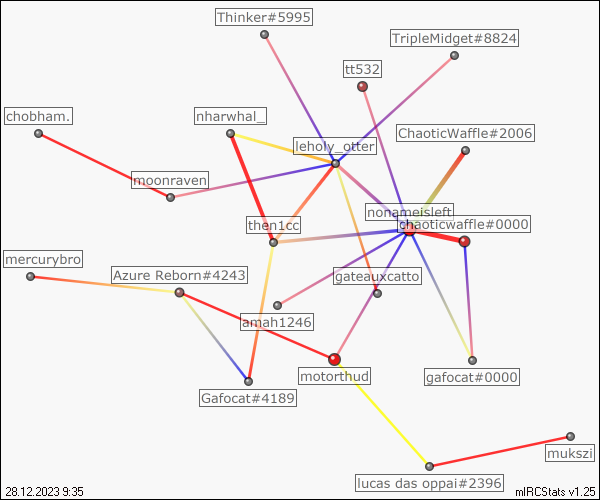 Thinker#5995
TripleMidget#8824
tt532
chobham.
nharwhal_
ChaoticWaffle#2006
leholy_otter
moonraven
nonameisleft
chaoticwaffle#0000
then1cc
mercurybro
Azure Reborn#4243
gateauxcatto
amah1246
motorthud
gafocat#0000
Gafocat#4189
mukszi
lucas das oppai#2396
28.12.2023 9:35
mIRCStats v1.25